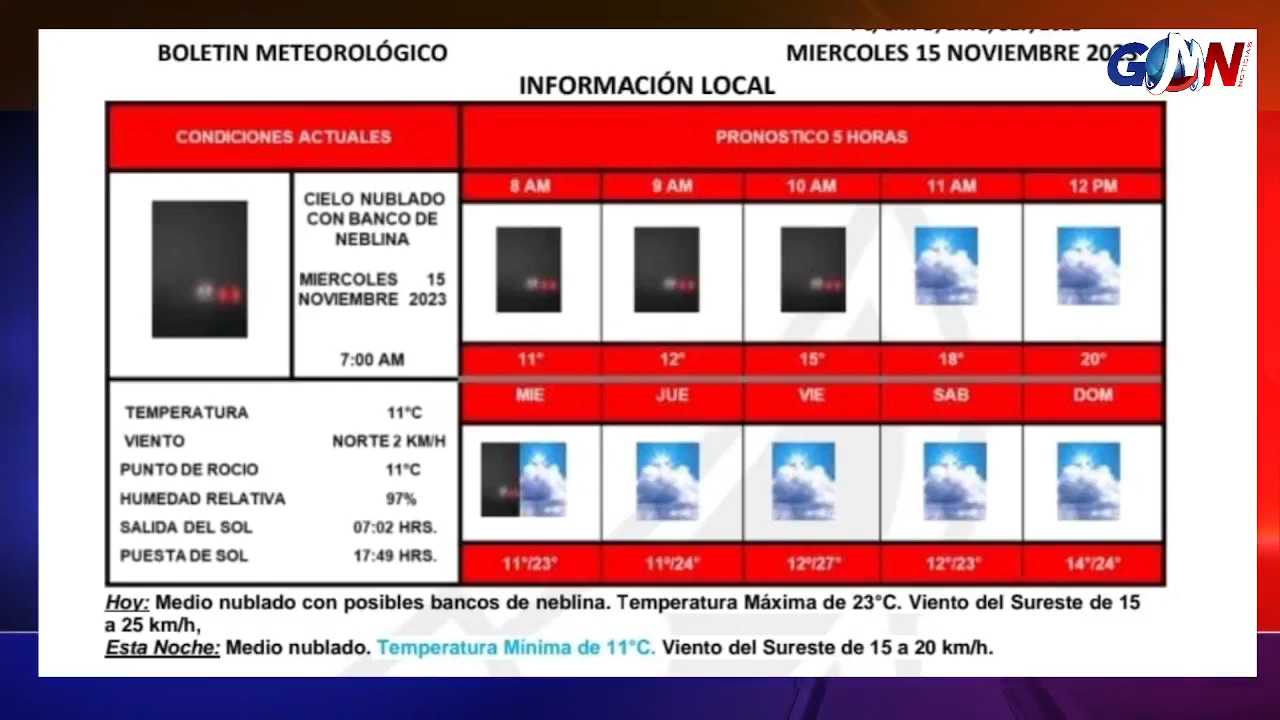 BOLETIN METEOROLÓGICO
MIERCOLES 15 NOVIEMBRE 2023
GMN
NOTICIAS
INFORMACIÓN LOCAL
CONDICIONES ACTUALES
PRONOSTICO 5 HORAS
8 AM 9 AM 10 AM 11 AM 12 PM
CIELO NUBLADO
CON BANCO DE
NEBLINA
MIERCOLES 15
NOVIEMBRE 2023
7:00 AM
11° 12° 15° 18° 20°
MIE JUE VIE SAB DOM
TEMPERATURA 11°C
VIENTO NORTE 2 KM/H
PUNTO DE ROCIO 11°C
HUMEDAD RELATIVA 97%
SALIDA DEL SOL 07:02 HRS.
PUESTA DE SOL 17:49 HRS.
11°/23° 11º/24° 12º/27° 12°/23° 14°/24°
Hoy: Medio nublado con posibles bancos de neblina. Temperatura Máxima de 23°C. Viento del Sureste de 15
a 25 km/h,
Esta Noche: Medio nublado. Temperatura Mínima de 11°C. Viento del Sureste de 15 a 20 km/h.